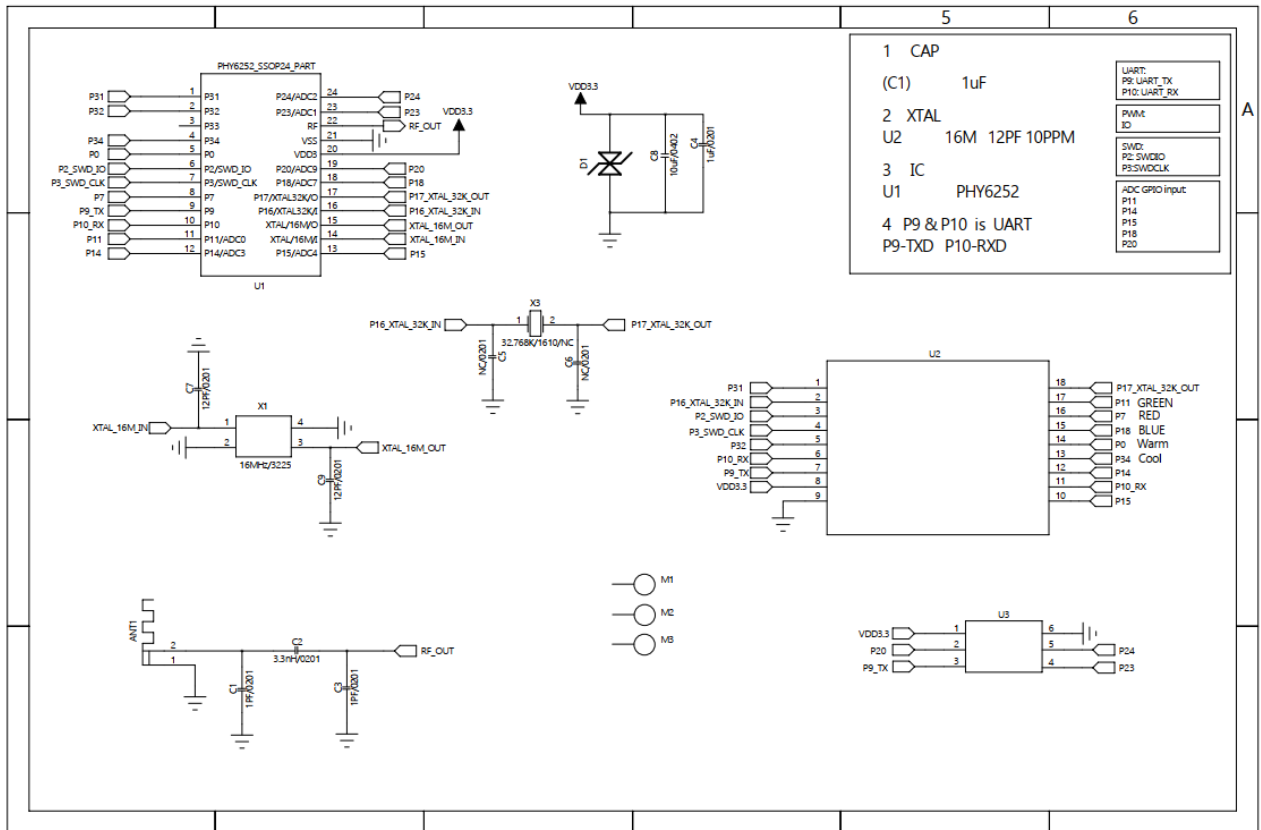 5
6
A
1 CAP
(C1) 1uF
2 XTAL
U2 16M 12PF 10PPM
3 IC
U1 PHY6252
4 P9 & P10 is UART
P9-TXD P10-RXD
UART:
P9: UART_TX
P10: UART_RX
PWM:
IO
SWD:
P2: SWDIO
P3:SWDCLK
ADC GPIO input:
P11
P14
P15
P18
P20
PHY6252_SSOP24_PART
P31 1 P31 P24/ADC2 24 P24
P32 2 P32 P23/ADC1 23 P23
3 P33 RF 22 RF_OUT
P34 4 P34 VSS 21
P0 5 P0 VDD3 20
VDD3.3
P2_SWD_IO 6 P2/SWD_IO P20/ADC9 19 P20
P3_SWD_CLK 7 P3/SWD_CLK P18/ADC7 18 P18
P7 8 P7 P17/XTAL32K/O 17 P17_XTAL_32K_OUT
P9_TX 9 P9 P16/XTAL32K/I 16 P16_XTAL_32K_IN
P10_RX 10 P10 XTAL/16M/O 15 XTAL_16M_OUT
P11 11 P11/ADC0 XTAL/16M/I 14 XTAL_16M_IN
P14 12 P14/ADC3 P15/ADC4 13 P15
U1
VDD3.3
D1
C8
10uF/0402
C4
1uF/0201
X3
P16_XTAL_32K_IN 1 2 P17_XTAL_32K_OUT
32.768K/1610/NC
NC/0201
C5
C6
NC/0201
C7
12PF/0201
X1
XTAL_16M_IN 1 4
2 3 XTAL_16M_OUT
16MHz/3225
C9
12PF/0201
U2
P31 1 18 P17_XTAL_32K_OUT
P16_XTAL_32K_IN 2 17 P11 GREEN
P2_SWD_IO 3 16 P7 RED
P3_SWD_CLK 4 15 P18 BLUE
P32 5 14 P0 Warm
P10_RX 6 13 P34 Cool
P9_TX 7 12 P14
VDD3.3 8 11 P10_RX
9 10 P15
M1
M2
M3
ANT1
2
1
C2
3.3nH/0201
RF_OUT
C1
1PF/0201
C3
1PF/0201
U3
VDD3.3 1 6
P20 2 5 P24
P9_TX 3 4 P23